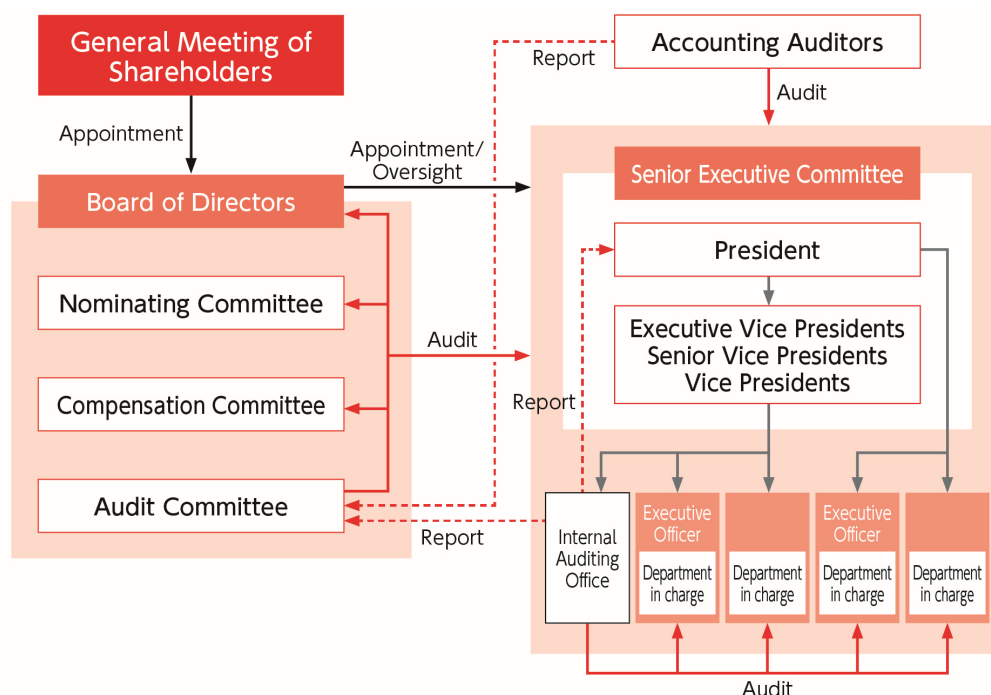 General Meeting of
Shareholders
Appointment
Board of Directors
Nominating Committee
Compensation Committee
Audit Committee
Appointment/
Oversight
Audit
Report
Report
Accounting Auditors
Audit
Senior Executive Committee
President
Executive Vice Presidents
Senior Vice Presidents
Vice Presidents
Report
Internal
Auditing
Office
Executive
Officer
Department
in charge
Department
in charge
Executive
Officer
Department
in charge
Department
in charge
Audit